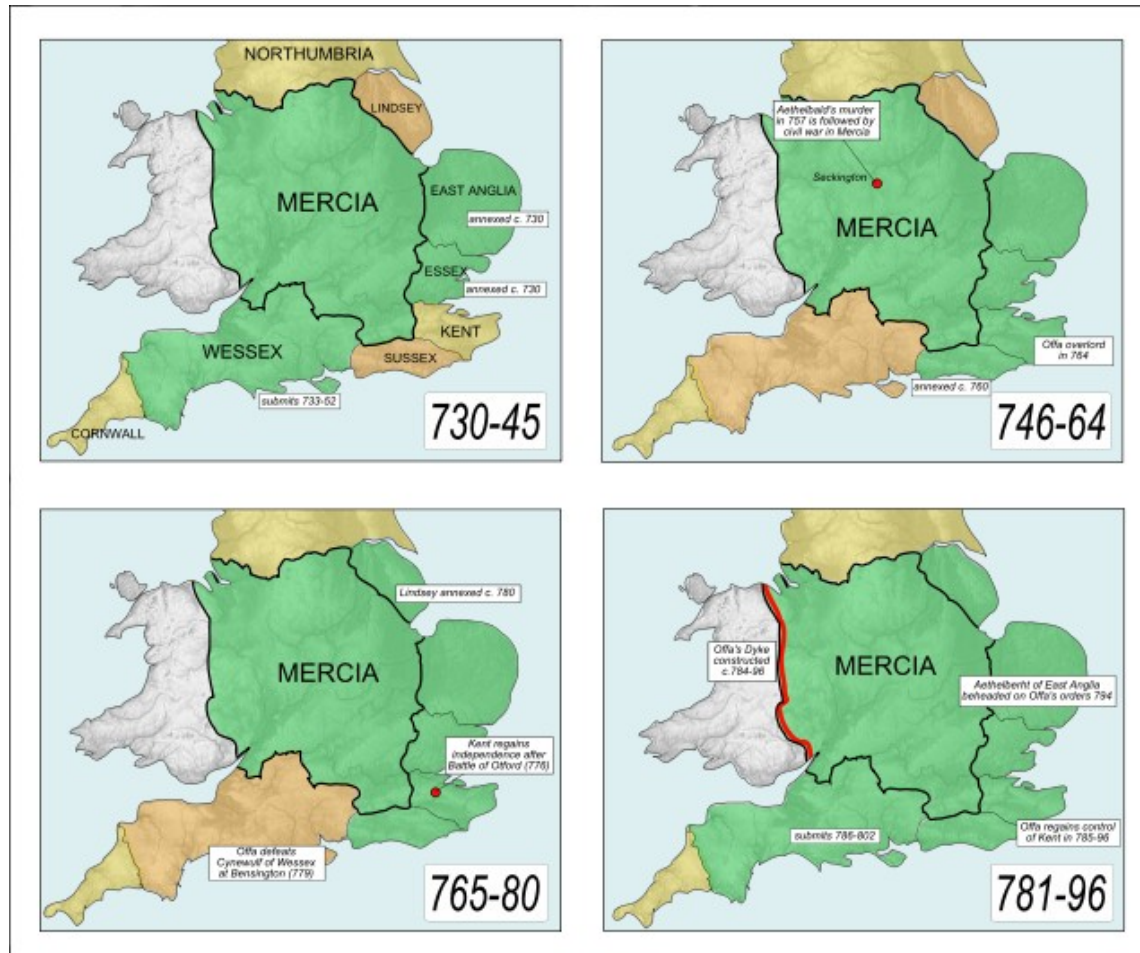 NORTHUMBRIA
LINDSEY
MERCIA
EAST ANGLIA
annexed c. 730
ESSEX
annexed c. 730
KENT
WESSEX
SUSSEX
submits 733-52
CORNWALL
730-45
Aethelbald's murder
in 757 is followed by
civil war in Mercia
Seckington
MERCIA
Offa overlord
in 764
annexed c. 760
746-64
Lindsey annexed c. 780
MERCIA
Kent regains
independence after
Battle of Otford (776)
Offa defeats
Cynewulf of Wessex
at Bensington (779)
765-80
Offa's Dyke
constructed
c.784-96
MERCIA
Aethelberht of East Anglia
beheaded on Offa's orders 794
submits 786-802
Offa regains control
of Kent in 785-96
781-96